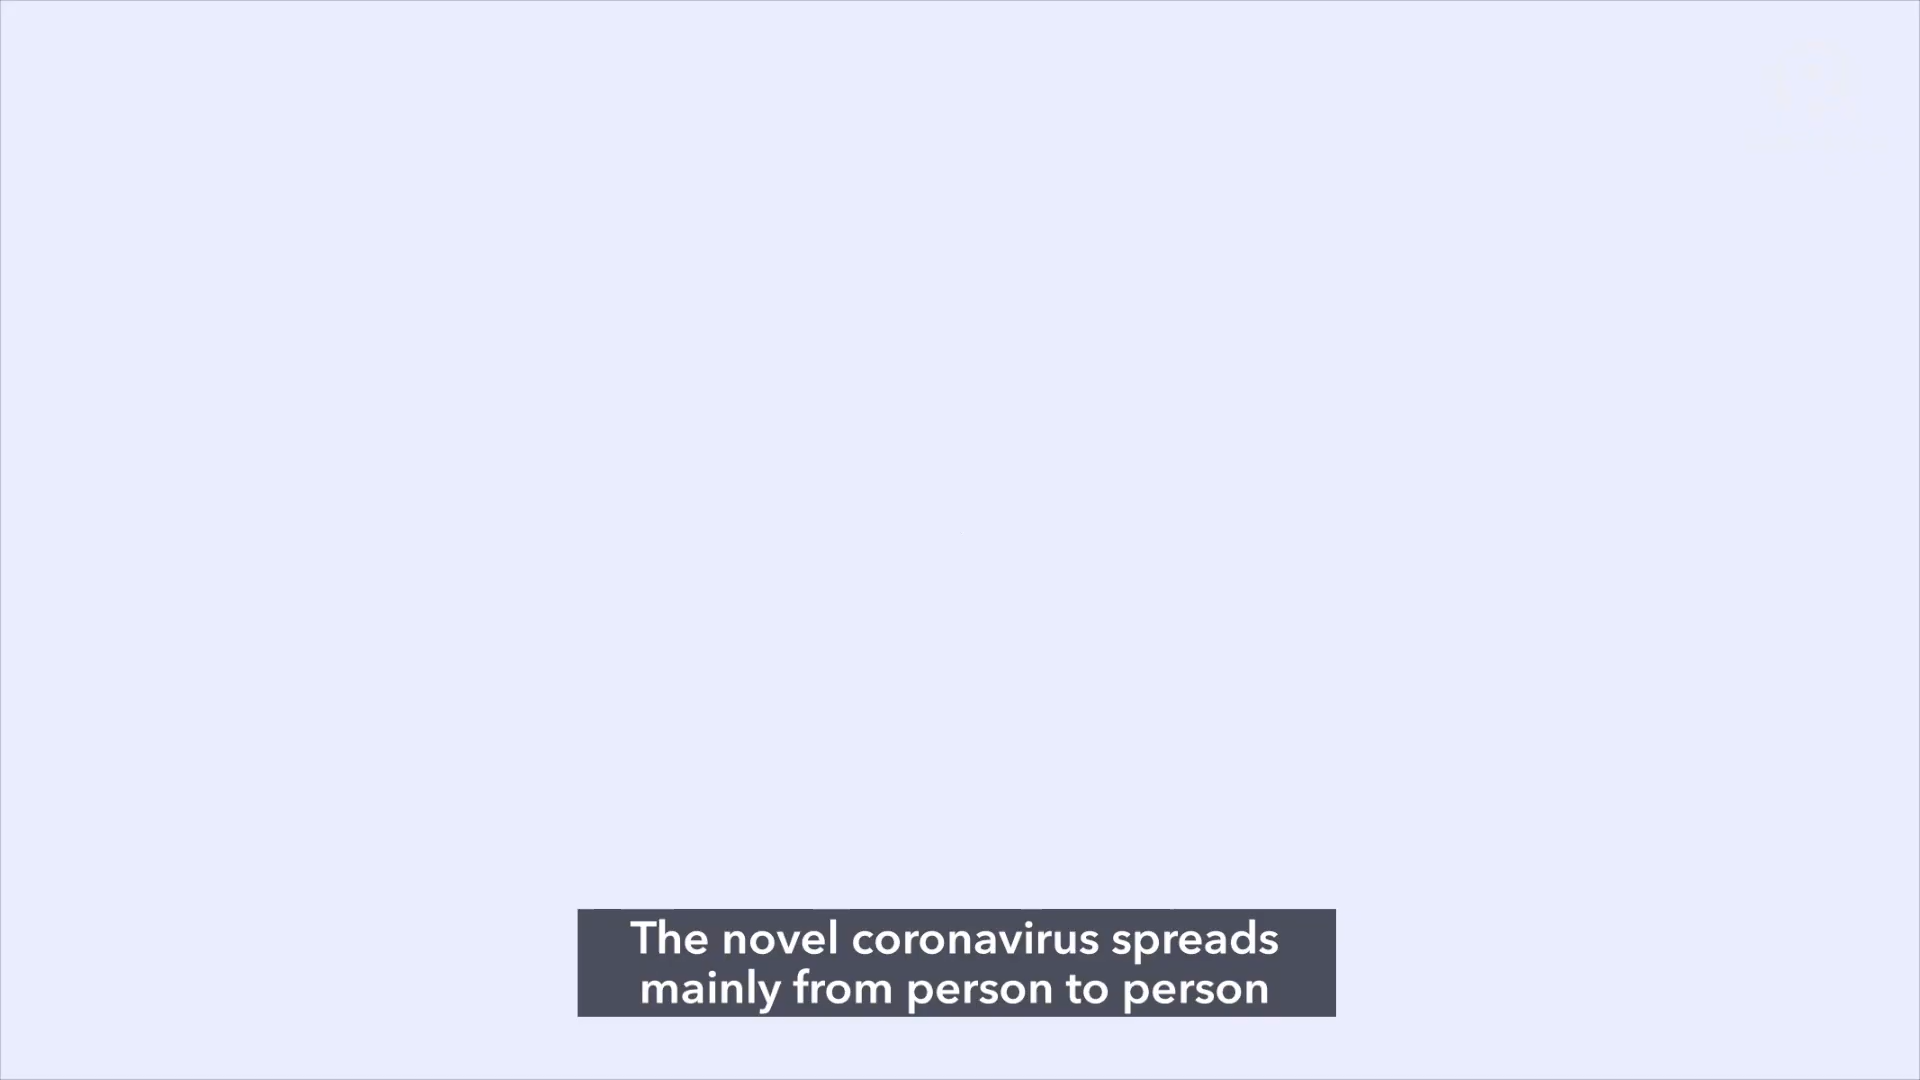 The novel coronavirus spreads
mainly from person to person